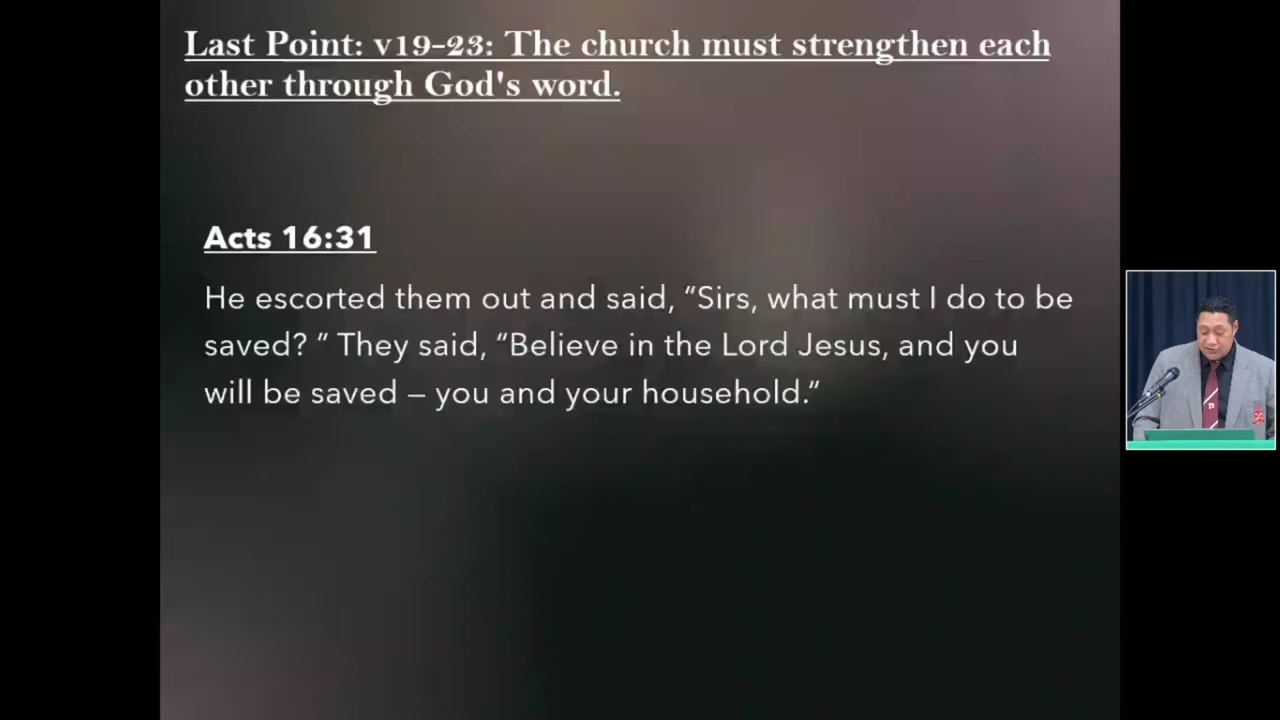 Last Point: v19-23: The church must strengthen each
other through God's word.
Acts 16:31
He escorted them out and said, “Sirs, what must I do to be
saved? ” They said, “Believe in the Lord Jesus, and you
will be saved – you and your household.”